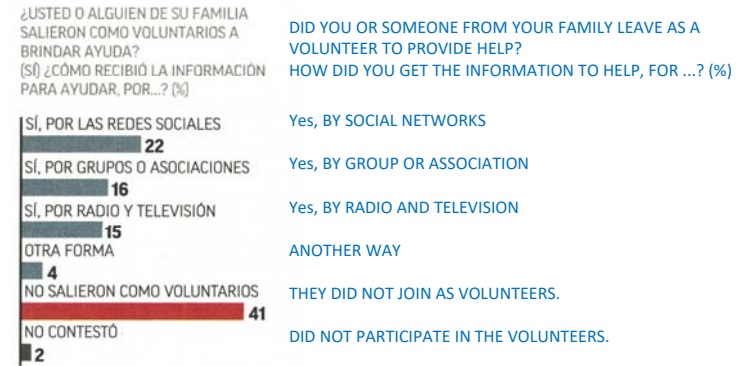 ¿USTED O ALGUIEN DE SU FAMILIA
SALIERON COMO VOLUNTARIOS A
BRINDAR AYUDA?
(SÍ) ¿CÓMO RECIBIÓ LA INFORMACIÓN
PARA AYUDAR, POR...? (%)
DID YOU OR SOMEONE FROM YOUR FAMILY LEAVE AS A
VOLUNTEER TO PROVIDE HELP?
HOW DID YOU GET THE INFORMATION TO HELP, FOR ...? (%)
SÍ, POR LAS REDES SOCIALES
22
Yes, BY SOCIAL NETWORKS
SÍ, POR GRUPOS O ASOCIACIONES
16
Yes, BY GROUP OR ASSOCIATION
SÍ, POR RADIO Y TELEVISIÓN
15
Yes, BY RADIO AND TELEVISION
OTRA FORMA
4
ANOTHER WAY
NO SALIERON COMO VOLUNTARIOS
41
THEY DID NOT JOIN AS VOLUNTEERS.
NO CONTESTÓ
2
DID NOT PARTICIPATE IN THE VOLUNTEERS.